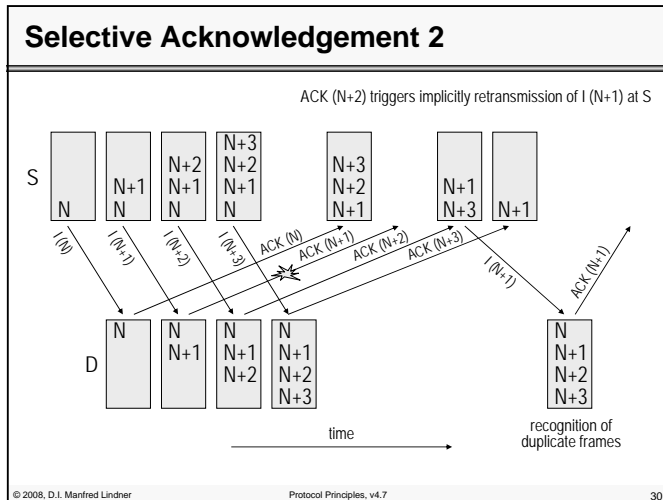 Selective Acknowledgement 2
ACK (N+2) triggers implicitly retransmission of I (N+1) at S
S
N
N+1
N
N+2
N+1
N
N+3
N+2
N+1
N
N+3
N+2
N+1
N+1
N+3
N+1
I (N)
I (N+1)
I (N+2)
I (N+3)
ACK (N)
ACK (N+1)
ACK (N+2)
ACK (N+3)
I (N+1)
ACK (N+1)
D
N
N
N+1
N
N+1
N+2
N
N+1
N+2
N+3
N
N+1
N+2
N+3
time
recognition of
duplicate frames
© 2008, D.I. Manfred Lindner
Protocol Principles, v4.7
30